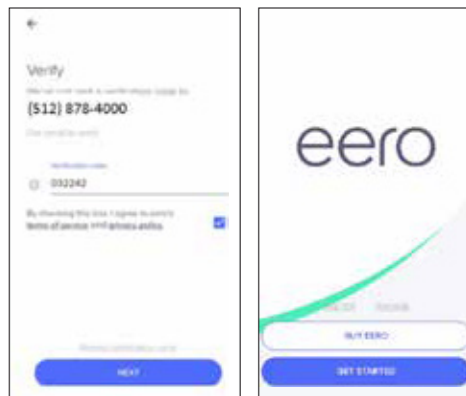 Verify
(512) 878-4000
Verification code
032242
By checking this box I agree to eero's
terms of service and privacy policy.
NEXT
eero
BUY EERO
GET STARTED